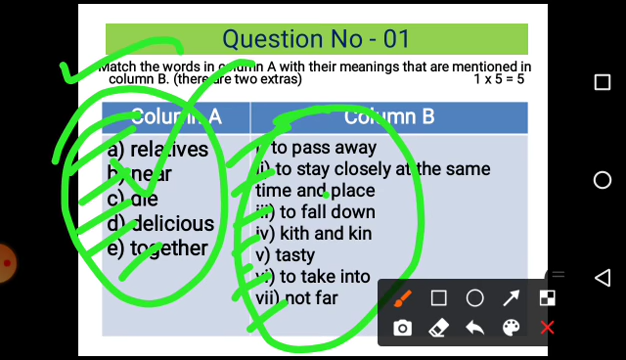 Question No - 01
Match the words in column A with their meanings that are mentioned in
column B. (there are two extras) 1 x 5 = 5
Column A Column B
a) relatives
b) near
c) die
d) delicious
e) together
i) to pass away
ii) to stay closely at the same
time and place
iii) to fall down
iv) kith and kin
v) tasty
vi) to take into
vii) not far